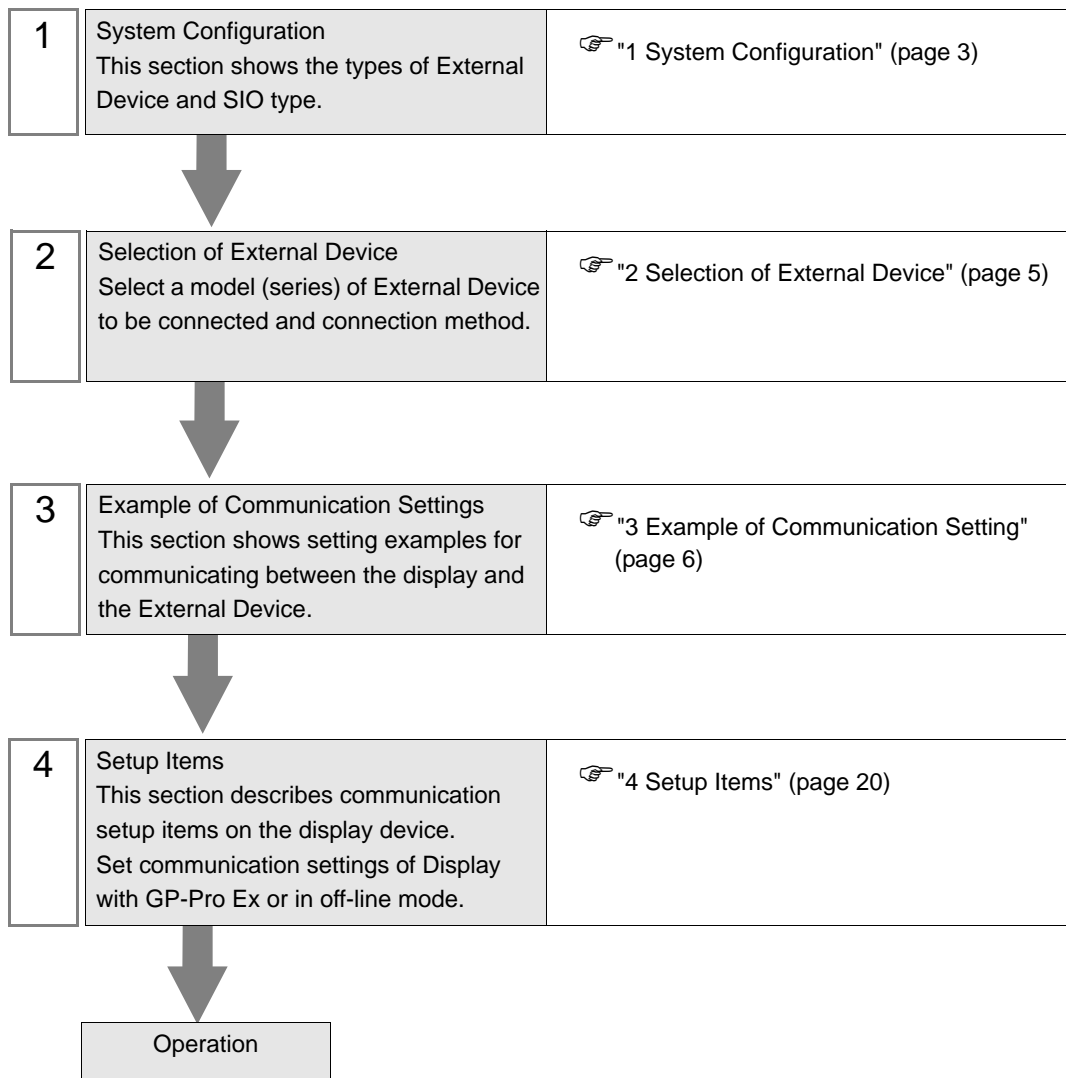 1
System Configuration
This section shows the types of External
Device and SIO type.
"1 System Configuration" (page 3)
2
Selection of External Device
Select a model (series) of External Device
to be connected and connection method.
"2 Selection of External Device" (page 5)
3
Example of Communication Settings
This section shows setting examples for
communicating between the display and
the External Device.
"3 Example of Communication Setting"
(page 6)
4
Setup Items
This section describes communication
setup items on the display device.
Set communication settings of Display
with GP-Pro Ex or in off-line mode.
"4 Setup Items" (page 20)
Operation